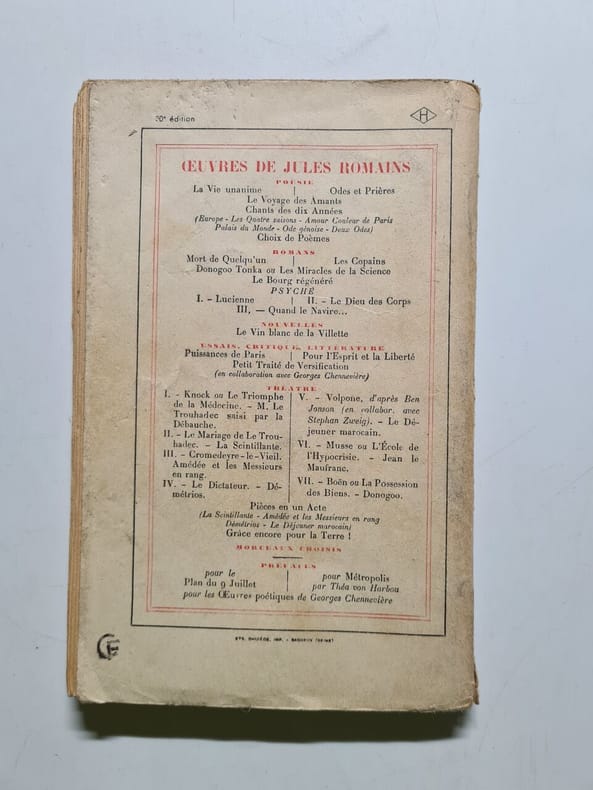 30e édition
H
ŒUVRES DE JULES ROMAINS
POÉSIE
La Vie unanime | Odes et Prières
Le Voyage des Amants
Chants des dix Années
(Europe - Les Quatre saisons - Amour Couleur de Paris
Palais du Monde - Ode génoise - Deux Odes)
Choix de Poèmes
ROMANS
Mort de Quelqu'un | Les Copains
Donogoo Tonka ou Les Miracles de la Science
Le Bourg régénéré
PSYCHÉ
I. - Lucienne | II. - Le Dieu des Corps
III, — Quand le Navire...
NOUVELLES
Le Vin blanc de la Villette
ESSAIS, CRITIQUE, LITTÉRATURE
Puissances de Paris | Pour l'Esprit et la Liberté
Petit Traité de Versification
(en collaboration avec Georges Chennevière)
THÉATRE
I. - Knock ou Le Triomphe
de la Médecine. - M. Le
Trouhadec saisi par la
Débauche.
II. - Le Mariage de Le Trou-
hadec. - La Scintillante.
III. - Cromedeyre-le-Vieil.
Amédée et les Messieurs
en rang.
IV. - Le Dictateur. - Dé-
métrios.
V. - Volpone, d'après Ben
Jonson (en collabor. avec
Stephan Zweig). - Le Dé-
jeuner marocain.
VI. - Musse ou L'École de
l'Hypocrisie. - Jean le
Maufranc.
VII. - Boën ou La Possession
des Biens. - Donogoo.
Pièces en un Acte
(La Scintillante - Amédée et les Messieurs en rang
Démétrios - Le Déjeuner marocain)
Grâce encore pour la Terre !
MORCEAUX CHOISIS
PRÉFACES
pour le
Plan du 9 Juillet
pour Métropolis
par Théa von Harbou
pour les Œuvres poétiques de Georges Chennevière
IMP. -